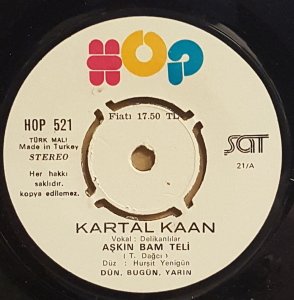 HOP
Fiatı 17.50 TL
HOP 521
TÜRK MALI
Made in Turkey
STEREO
Her hakkı
saklıdır.
kopya edilemez.
SAT
21/A
KARTAL KAAN
Vokal : Delikanlılar
AŞKIN BAM TELİ
( T. Dağcı )
Düz : Hurşit Yenigün
DÜN, BUGÜN, YARIN